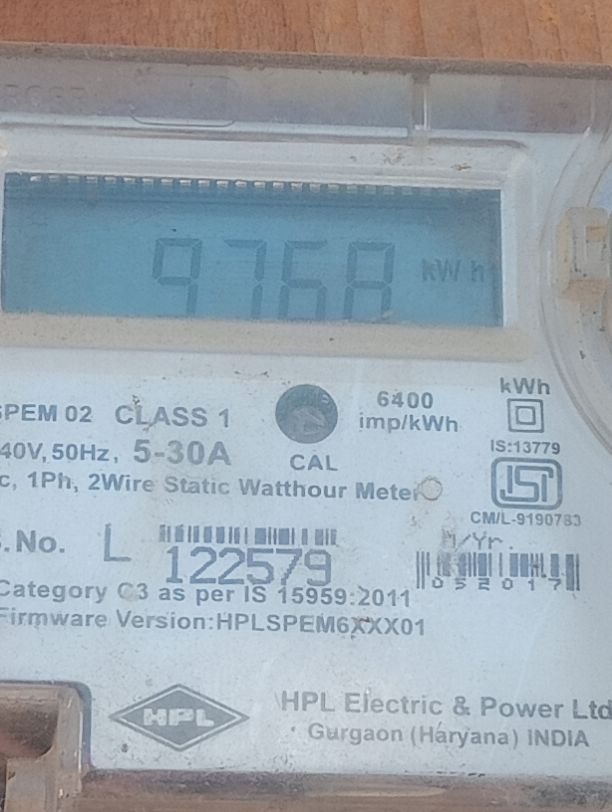 9768 kWh
SPEM 02 CLASS 1
40V, 50Hz, 5-30A
c, 1Ph, 2Wire Static Watthour Meter
CAL
6400
imp/kWh
kWh
IS:13779
ISI
CM/L-9190783
S.No. L 122579
M/Yr.
052017
Category C3 as per IS 15959:2011
Firmware Version:HPLSPEM6XXX01
HPL
HPL Electric & Power Ltd
Gurgaon (Haryana) INDIA